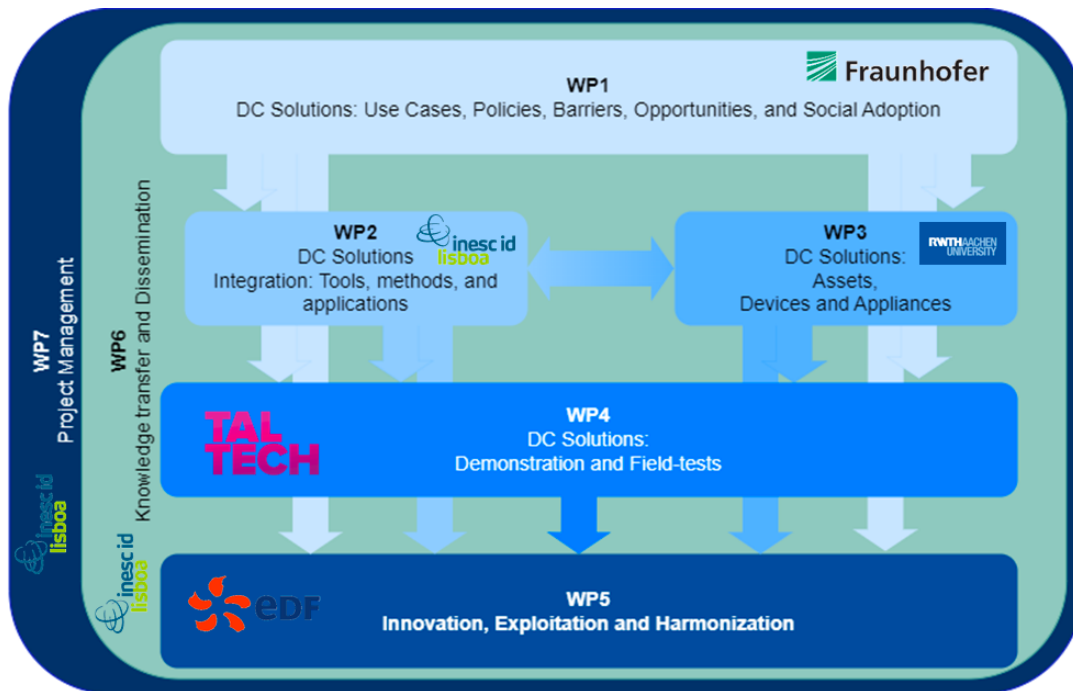 Fraunhofer
WP1
DC Solutions: Use Cases, Policies, Barriers, Opportunities, and Social Adoption
WP2
inesc id
lisboa
DC Solutions
Integration: Tools, methods, and
applications
WP3
RWTHAACHEN
UNIVERSITY
DC Solutions:
Assets,
Devices and Appliances
WP7
Project Management
inesc id
lisboa
WP6
Knowledge transfer and Dissemination
inesc id
lisboa
TAL
TECH
WP4
DC Solutions:
Demonstration and Field-tests
eDF
WP5
Innovation, Exploitation and Harmonization